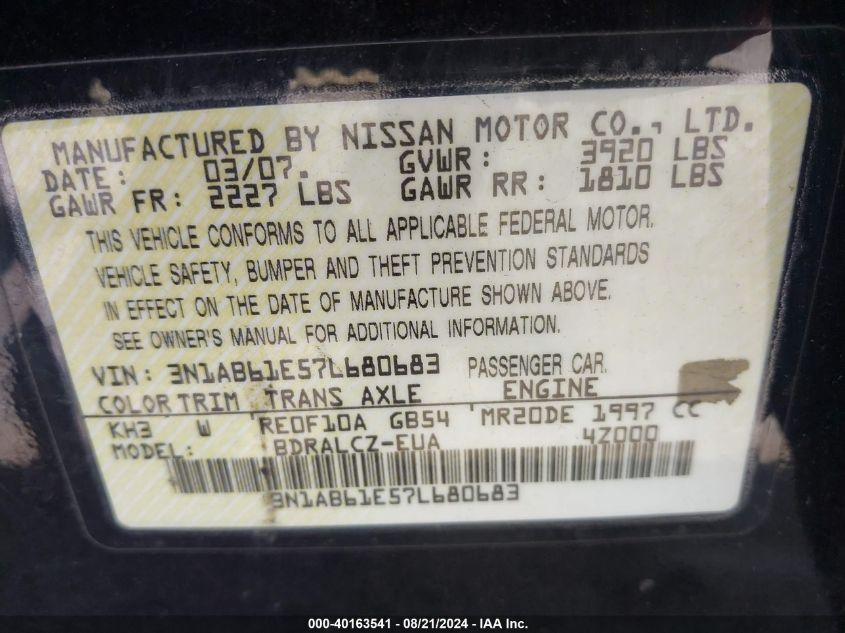 MANUFACTURED BY NISSAN MOTOR CO., LTD.
DATE: 03/07. GVWR: 3920 LBS
GAWR FR: 2227 LBS GAWR RR: 1810 LBS
THIS VEHICLE CONFORMS TO ALL APPLICABLE FEDERAL MOTOR.
VEHICLE SAFETY, BUMPER AND THEFT PREVENTION STANDARDS
IN EFFECT ON THE DATE OF MANUFACTURE SHOWN ABOVE.
SEE OWNER'S MANUAL FOR ADDITIONAL INFORMATION.
VIN: 3N1AB61E57L680683 PASSENGER CAR.
COLOR TRIM TRANS AXLE ENGINE
KH3 W RE0F10A GB54 MR20DE 1997 CC
MODEL: BDRALCZ-EUA 4Z000
3N1AB61E57L680683
000-40163541 - 08/21/2024 - IAA Inc.